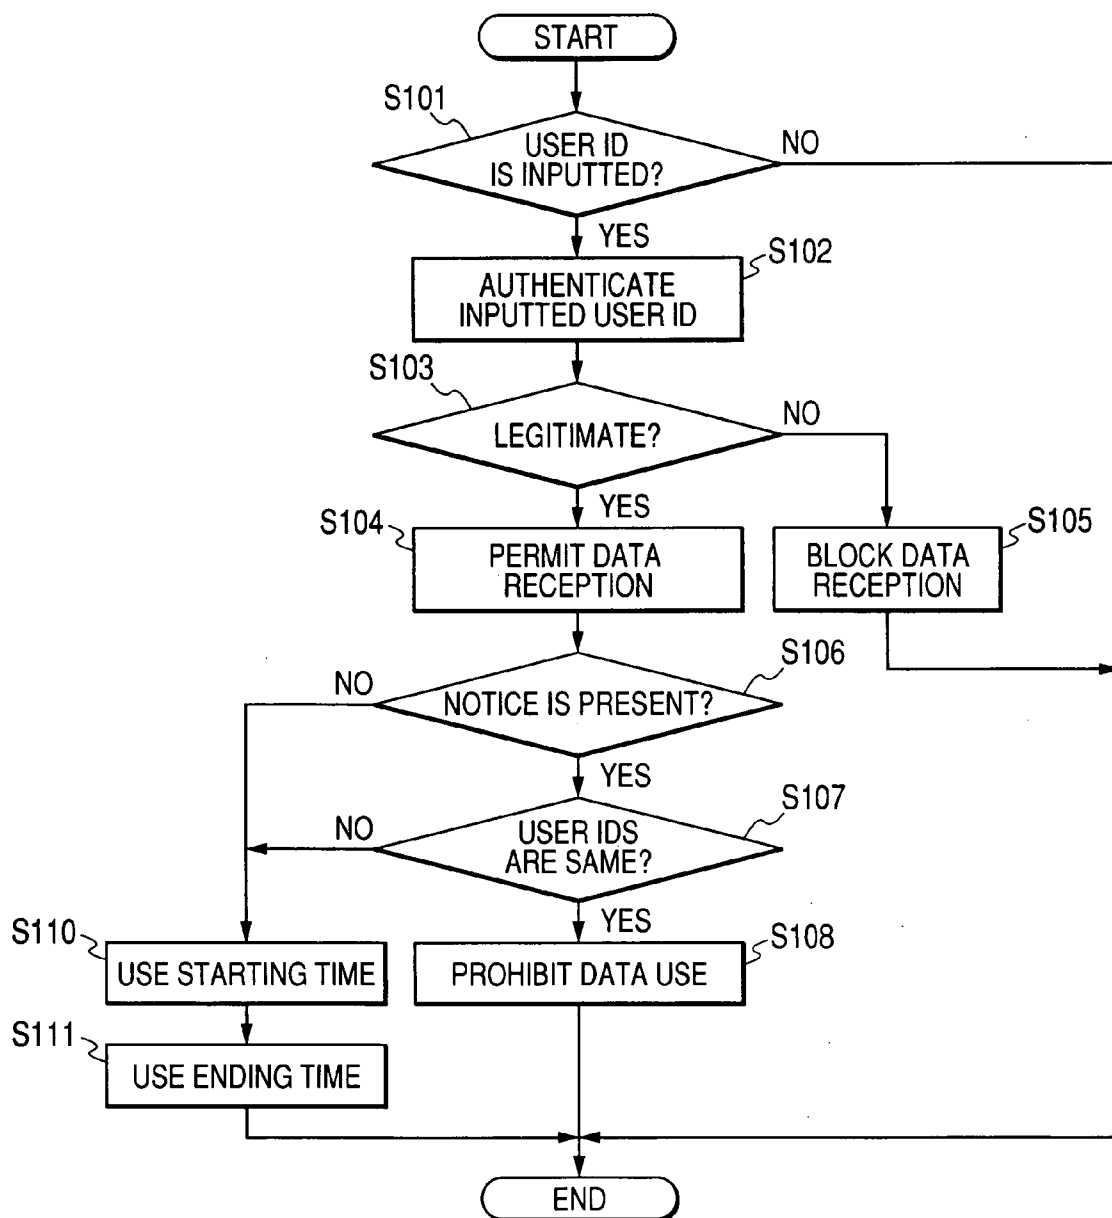 START
S101
USER ID
IS INPUTTED?
NO
YES
S102
AUTHENTICATE
INPUTTED USER ID
S103
LEGITIMATE?
NO
YES
S104
PERMIT DATA
RECEPTION
S105
BLOCK DATA
RECEPTION
S106
NO
NOTICE IS PRESENT?
YES
S107
NO
USER IDS
ARE SAME?
YES
S110
USE STARTING TIME
S108
PROHIBIT DATA USE
S111
USE ENDING TIME
END